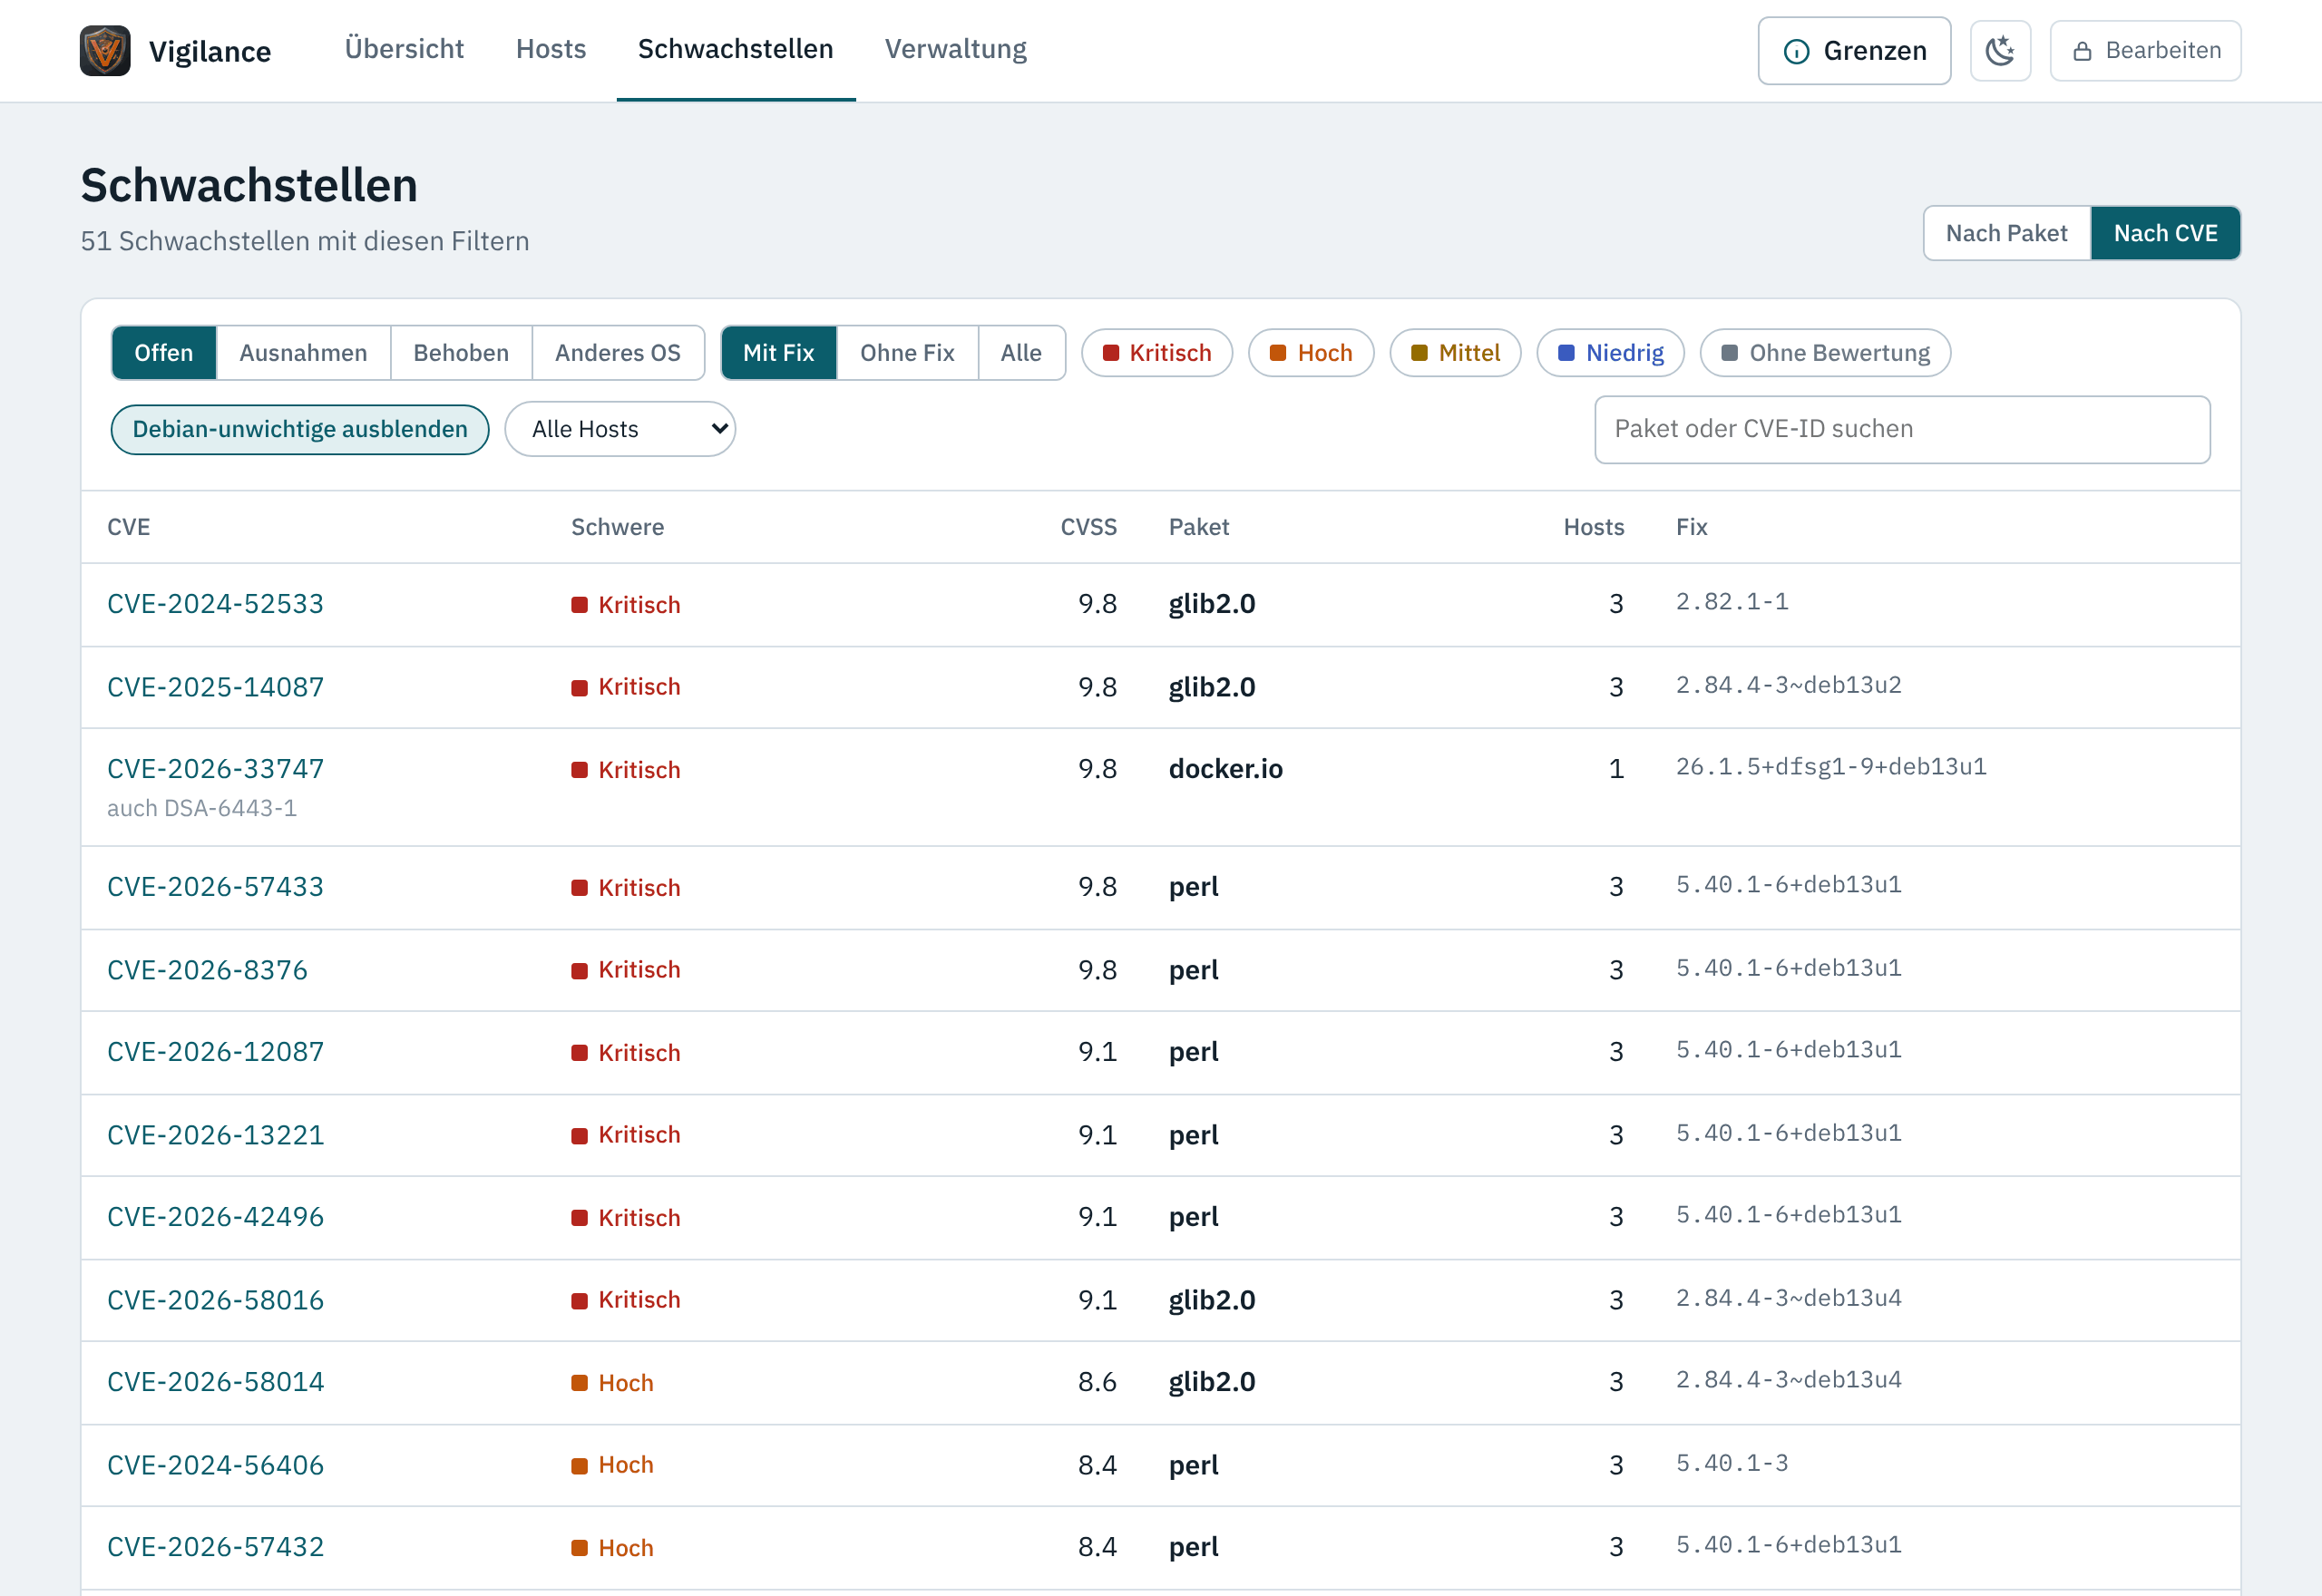 Vigilance
Übersicht
Hosts
Schwachstellen
Verwaltung
Grenzen
Bearbeiten
Schwachstellen
51 Schwachstellen mit diesen Filtern
Nach Paket
Nach CVE
Offen
Ausnahmen
Behoben
Anderes OS
Mit Fix
Ohne Fix
Alle
Kritisch
Hoch
Mittel
Niedrig
Ohne Bewertung
Debian-unwichtige ausblenden
Alle Hosts
Paket oder CVE-ID suchen
CVE Schwere CVSS Paket Hosts Fix
CVE-2024-52533 Kritisch 9.8 glib2.0 3 2.82.1-1
CVE-2025-14087 Kritisch 9.8 glib2.0 3 2.84.4-3~deb13u2
CVE-2026-33747 Kritisch 9.8 docker.io 1 26.1.5+dfsg1-9+deb13u1
auch DSA-6443-1
CVE-2026-57433 Kritisch 9.8 perl 3 5.40.1-6+deb13u1
CVE-2026-8376 Kritisch 9.8 perl 3 5.40.1-6+deb13u1
CVE-2026-12087 Kritisch 9.1 perl 3 5.40.1-6+deb13u1
CVE-2026-13221 Kritisch 9.1 perl 3 5.40.1-6+deb13u1
CVE-2026-42496 Kritisch 9.1 perl 3 5.40.1-6+deb13u1
CVE-2026-58016 Kritisch 9.1 glib2.0 3 2.84.4-3~deb13u4
CVE-2026-58014 Hoch 8.6 glib2.0 3 2.84.4-3~deb13u4
CVE-2024-56406 Hoch 8.4 perl 3 5.40.1-3
CVE-2026-57432 Hoch 8.4 perl 3 5.40.1-6+deb13u1